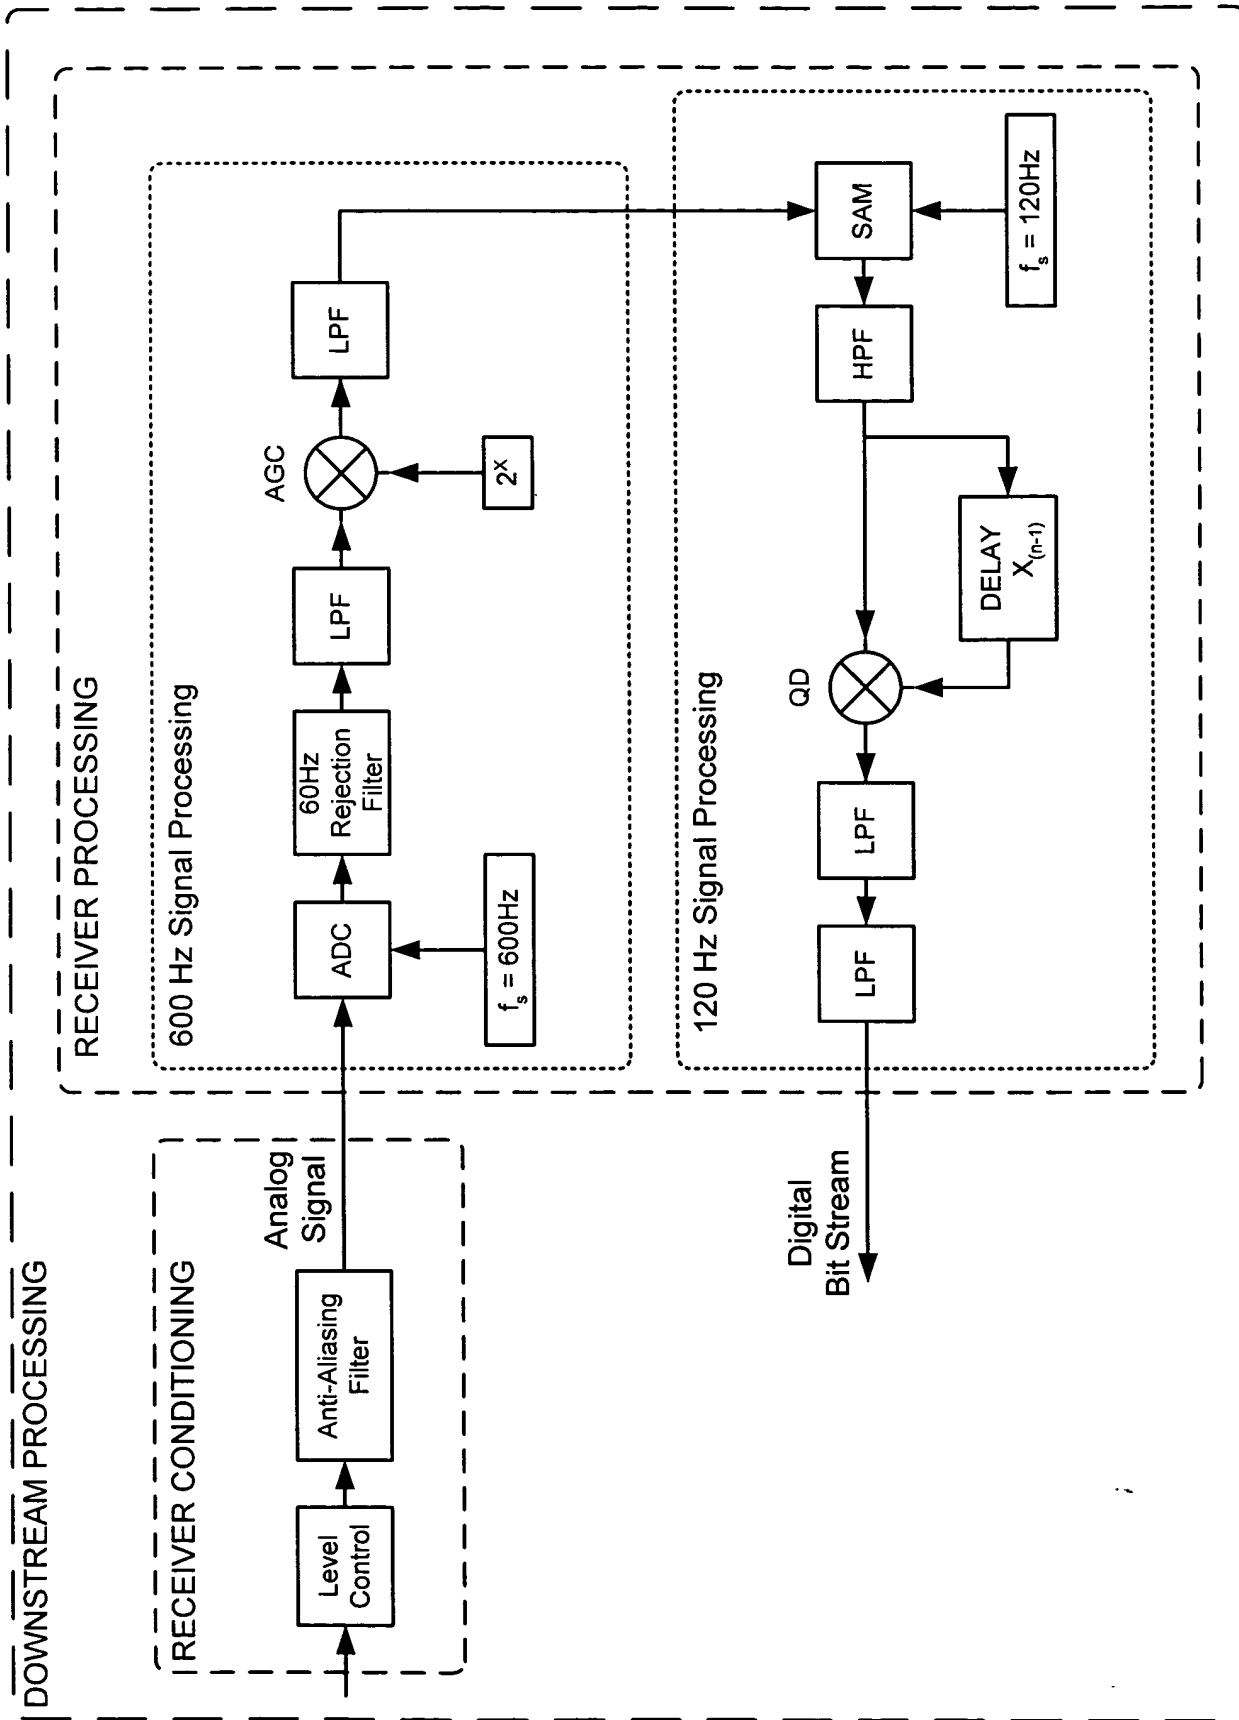 DOWNSTREAM PROCESSING
RECEIVER CONDITIONING
Level
Control
Anti-Aliasing
Filter
Analog
Signal
RECEIVER PROCESSING
600 Hz Signal Processing
ADC
f_s = 600Hz
60Hz
Rejection
Filter
LPF
AGC
2^X
LPF
120 Hz Signal Processing
SAM
f_s = 120Hz
HPF
DELAY
X_(n-1)
QD
LPF
LPF
Digital
Bit Stream